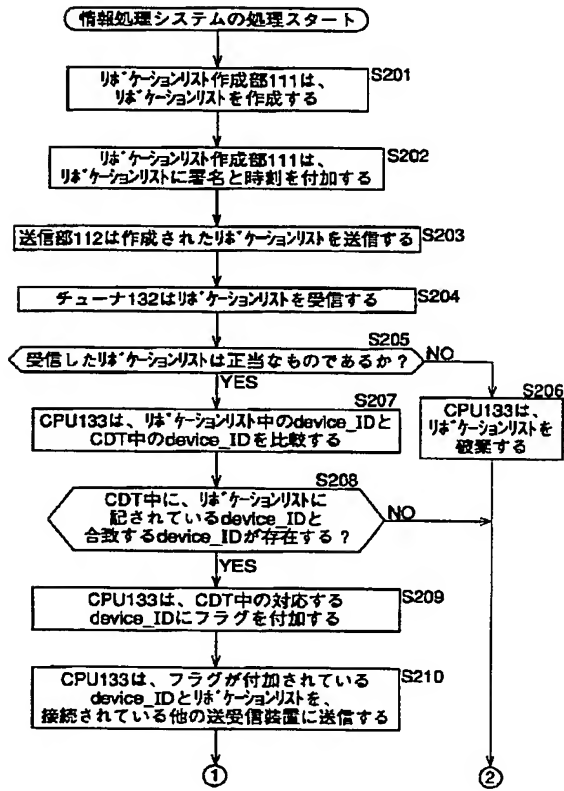 情報処理システムの処理スタート
S201
リボケーションリスト作成部111は、
リボケーションリストを作成する
S202
リボケーションリスト作成部111は、
リボケーションリストに署名と時刻を付加する
送信部112は作成されたリボケーションリストを送信する
S203
チューナ132はリボケーションリストを受信する
S204
S205
受信したリボケーションリストは正当なものであるか?
NO
YES
S206
CPU133は、
リボケーションリストを
破棄する
S207
CPU133は、リボケーションリスト中のdevice_IDと
CDT中のdevice_IDを比較する
S208
CDT中に、リボケーションリストに
記されているdevice_IDと
合致するdevice_IDが存在する?
NO
YES
S209
CPU133は、CDT中の対応する
device_IDにフラグを付加する
S210
CPU133は、フラグが付加されている
device_IDとリボケーションリストを、
接続されている他の送受信装置に送信する
①
②